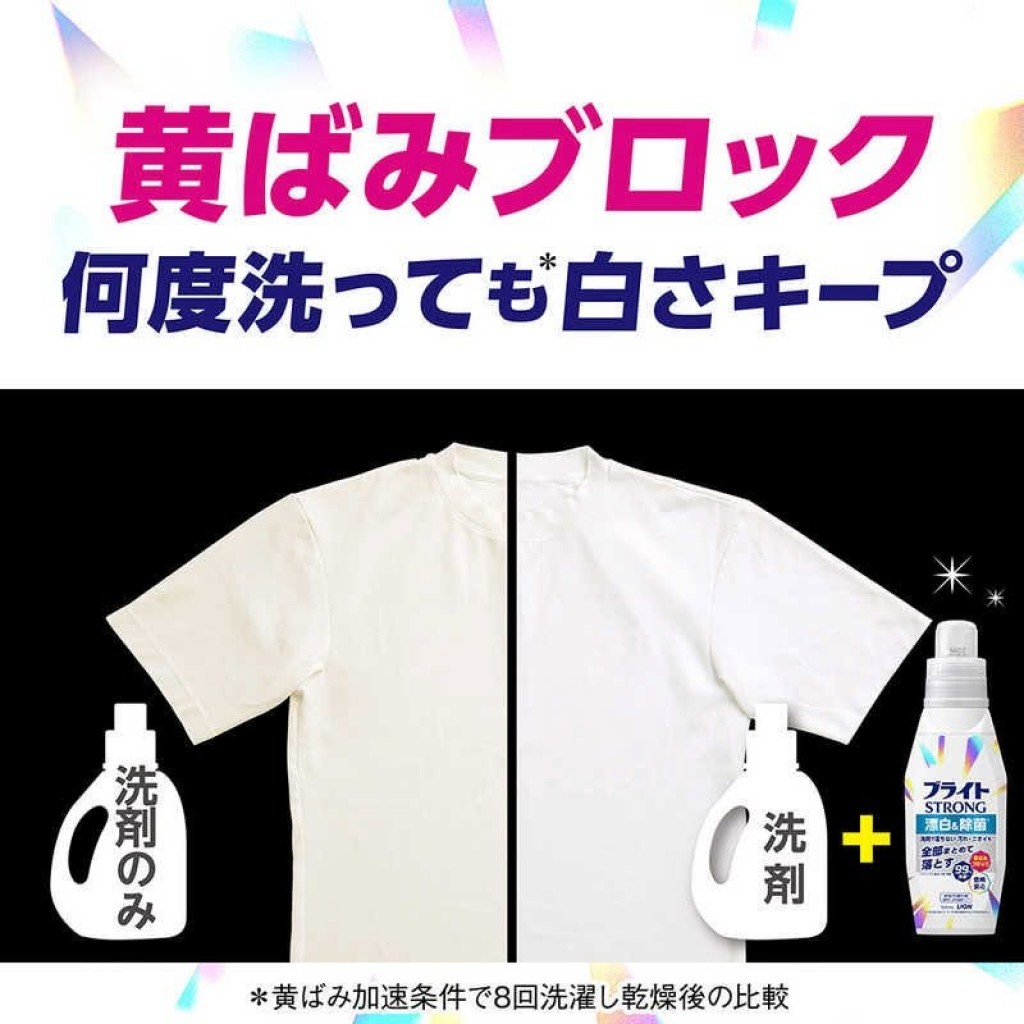 黄ばみブロック
何度洗っても*白さキープ
洗剤のみ
洗剤
+
ブライト
STRONG
漂白&除菌
全部まとめて
落とす
99
LION
*黄ばみ加速条件で8回洗濯し乾燥後の比較